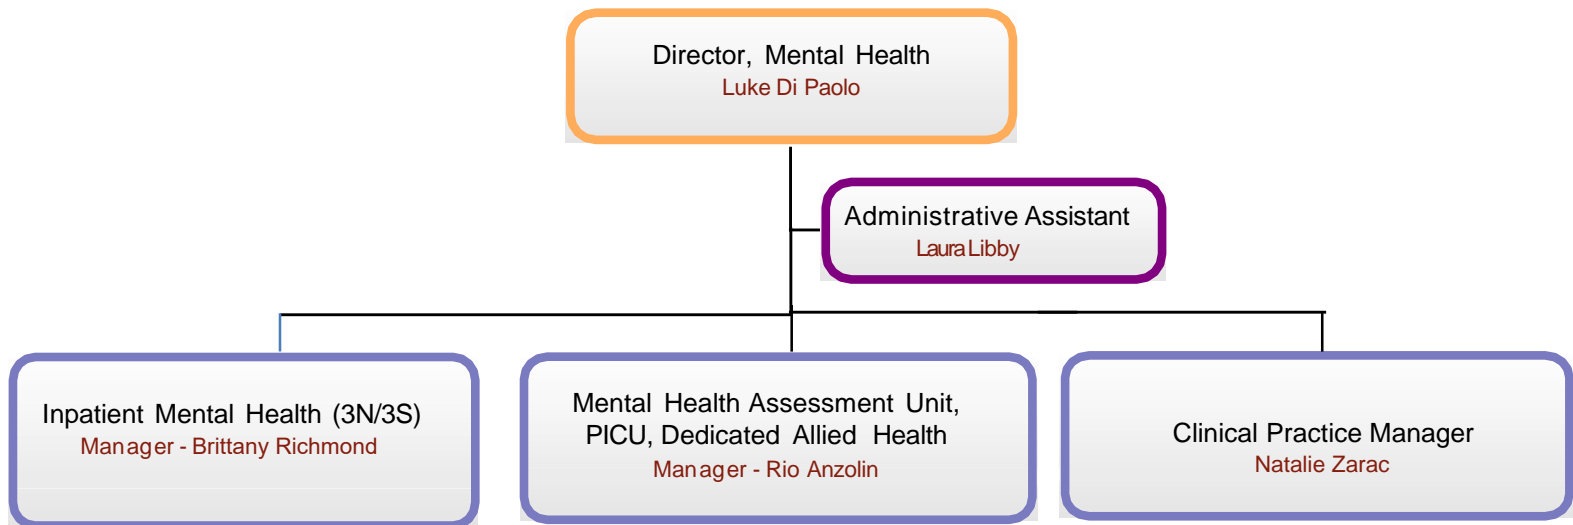 Director, Mental Health
Luke Di Paolo
Administrative Assistant
Laura Libby
Inpatient Mental Health (3N/3S)
Manager - Brittany Richmond
Mental Health Assessment Unit,
PICU, Dedicated Allied Health
Manager - Rio Anzolin
Clinical Practice Manager
Natalie Zarac